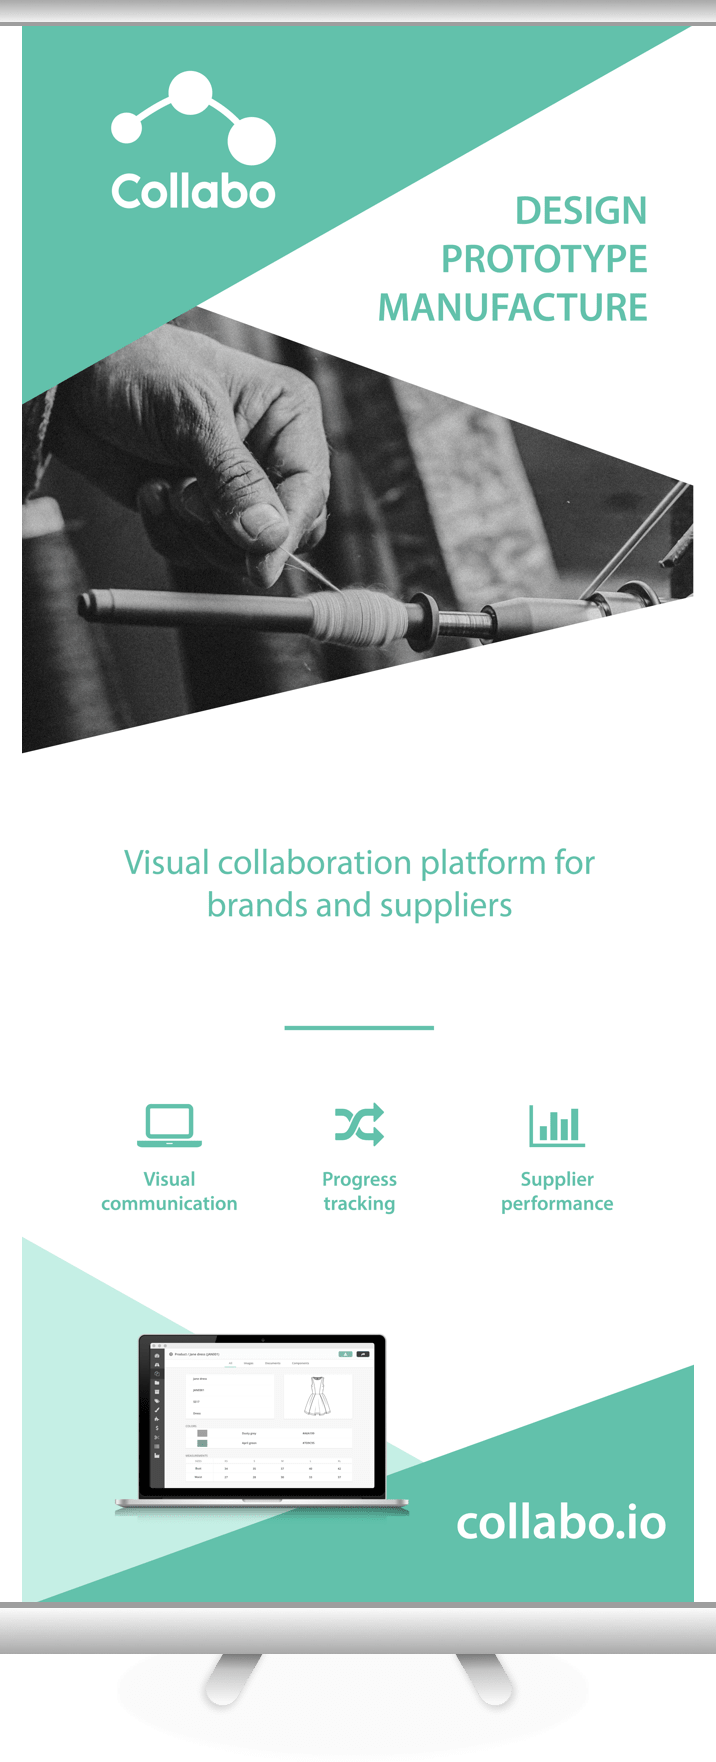 Collabo
DESIGN
PROTOTYPE
MANUFACTURE
Visual collaboration platform for
brands and suppliers
Visual
communication
Progress
tracking
Supplier
performance
collabo.io